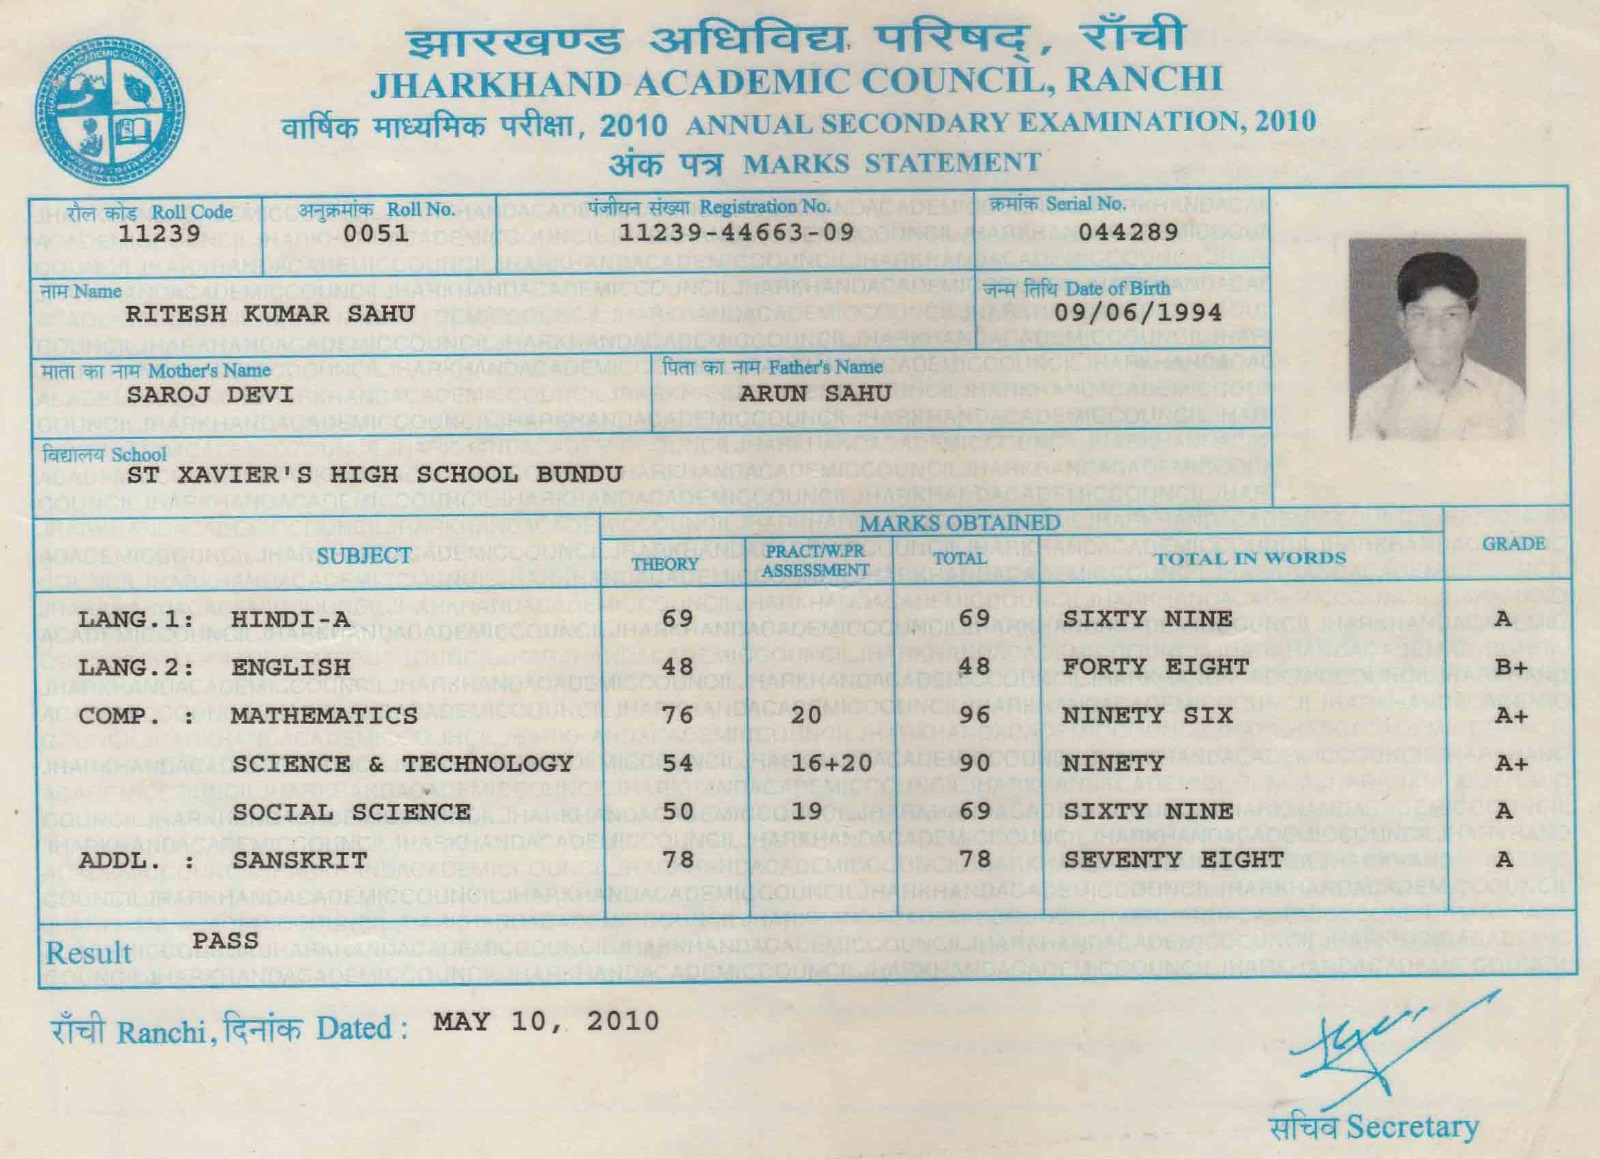 झारखण्ड अधिविद्य परिषद्, राँची
JHARKHAND ACADEMIC COUNCIL, RANCHI
वार्षिक माध्यमिक परीक्षा, 2010 ANNUAL SECONDARY EXAMINATION, 2010
अंक पत्र MARKS STATEMENT
रौल कोड Roll Code अनुक्रमांक Roll No. पंजीयन संख्या Registration No. क्रमांक Serial No.
11239 0051 11239-44663-09 044289
नाम Name जन्म तिथि Date of Birth
RITESH KUMAR SAHU 09/06/1994
माता का नाम Mother's Name पिता का नाम Father's Name
SAROJ DEVI ARUN SAHU
विद्यालय School
ST XAVIER'S HIGH SCHOOL BUNDU
MARKS OBTAINED
SUBJECT THEORY PRACT/W.PR ASSESSMENT TOTAL TOTAL IN WORDS GRADE
LANG.1: HINDI-A 69 69 SIXTY NINE A
LANG.2: ENGLISH 48 48 FORTY EIGHT B+
COMP. : MATHEMATICS 76 20 96 NINETY SIX A+
SCIENCE & TECHNOLOGY 54 16+20 90 NINETY A+
SOCIAL SCIENCE 50 19 69 SIXTY NINE A
ADDL. : SANSKRIT 78 78 SEVENTY EIGHT A
Result PASS
राँची Ranchi, दिनांक Dated : MAY 10, 2010
सचिव Secretary